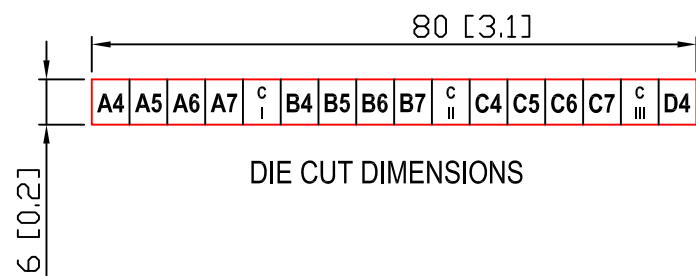 80 [3.1]
A4 A5 A6 A7 C I B4 B5 B6 B7 C II C4 C5 C6 C7 C III D4
DIE CUT DIMENSIONS
6 [0.2]